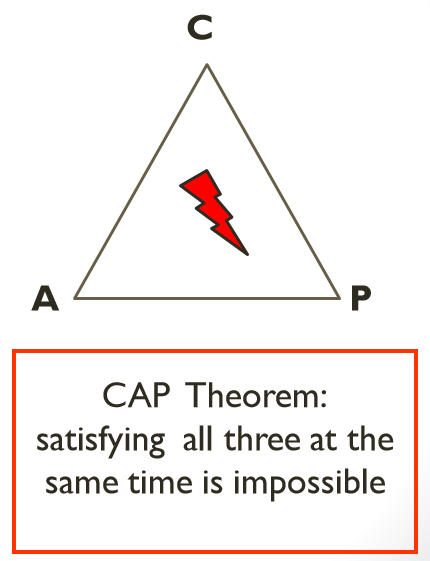 C
A
P
CAP Theorem:
satisfying all three at the
same time is impossible